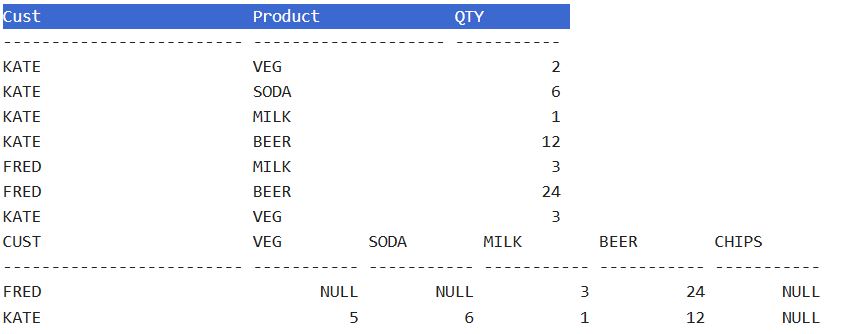 Cust Product QTY
------------------------ -------------------- -----------
KATE VEG 2
KATE SODA 6
KATE MILK 1
KATE BEER 12
FRED MILK 3
FRED BEER 24
KATE VEG 3
CUST VEG SODA MILK BEER CHIPS
------------------------ ----------- ----------- ----------- ----------- -----------
FRED NULL NULL 3 24 NULL
KATE 5 6 1 12 NULL